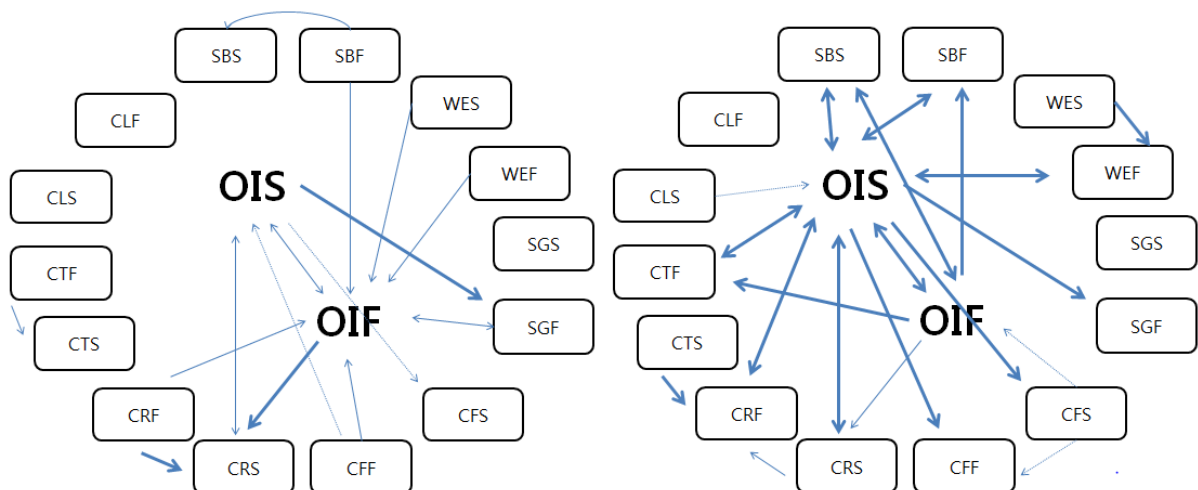 SBS
SBF
WES
CLF
WEF
OIS
CLS
SGS
CTF
OIF
SGF
CTS
CRF
CFS
CRS
CFF
SBS
SBF
WES
CLF
WEF
CLS
OIS
SGS
CTF
OIF
SGF
CTS
CRF
CFS
CRS
CFF